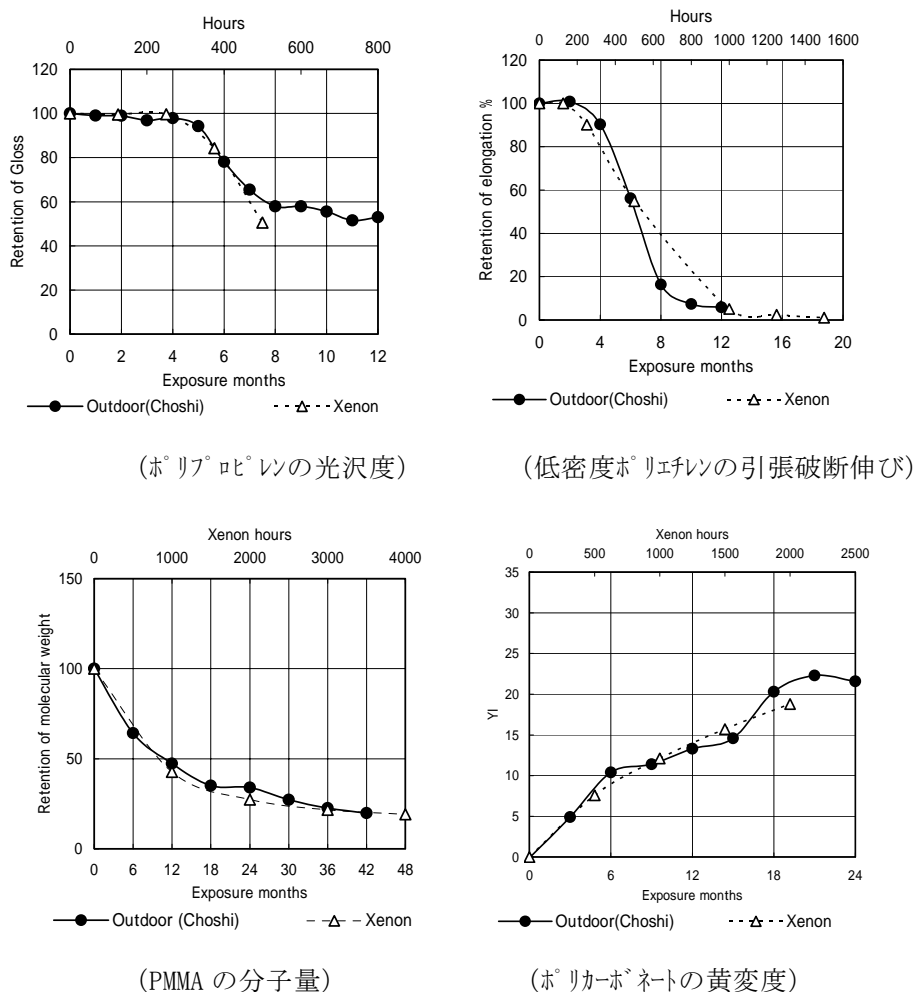 Hours
0 200 400 600 800
120
100
80
60
40
20
0
Retention of Gloss
0 2 4 6 8 10 12
Exposure months
Outdoor(Choshi) Xenon
(ﾎﾟﾘﾌﾟﾛﾋﾟﾚﾝの光沢度)
Hours
0 200 400 600 800 1000 1200 1400 1600
120
100
80
60
40
20
0
Retention of elongation %
0 4 8 12 16 20
Exposure months
Outdoor(Choshi) Xenon
(低密度ﾎﾟﾘｴﾁﾚﾝの引張破断伸び)
Xenon hours
0 1000 2000 3000 4000
150
100
50
0
Retention of molecular weight
0 6 12 18 24 30 36 42 48
Exposure months
Outdoor (Choshi) Xenon
(PMMA の分子量)
Xenon hours
0 500 1000 1500 2000 2500
35
30
25
20
15
10
5
0
YI
0 6 12 18 24
Exposure months
Outdoor(Choshi) Xenon
(ﾎﾟﾘｶｰﾎﾞﾈｰﾄの黄変度)